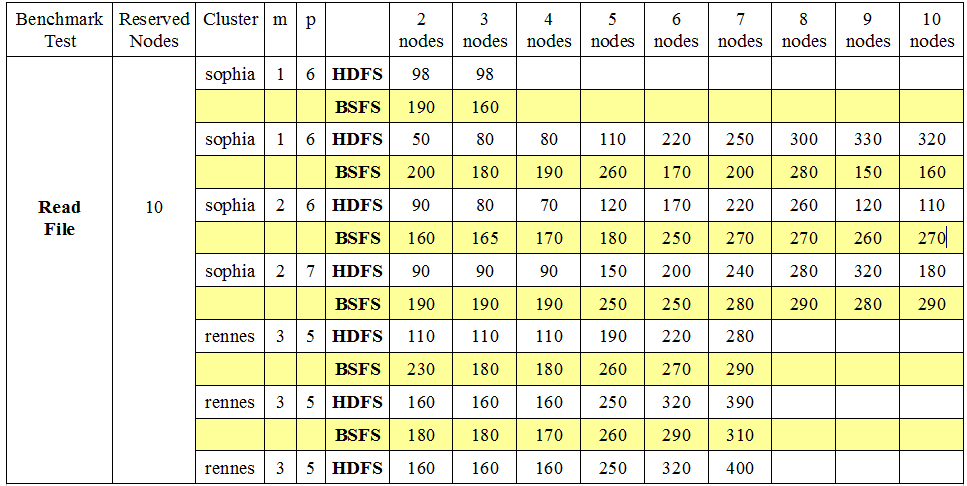 Benchmark Test Reserved Nodes Cluster m p 2 nodes 3 nodes 4 nodes 5 nodes 6 nodes 7 nodes 8 nodes 9 nodes 10 nodes
sophia 1 6 HDFS 98 98
BSFS 190 160
sophia 1 6 HDFS 50 80 80 110 220 250 300 330 320
BSFS 200 180 190 260 170 200 280 150 160
Read File 10 sophia 2 6 HDFS 90 80 70 120 170 220 260 120 110
BSFS 160 165 170 180 250 270 270 260 270
sophia 2 7 HDFS 90 90 90 150 200 240 280 320 180
BSFS 190 190 190 250 250 280 290 280 290
rennes 3 5 HDFS 110 110 110 190 220 280
BSFS 230 180 180 260 270 290
rennes 3 5 HDFS 160 160 160 250 320 390
BSFS 180 180 170 260 290 310
rennes 3 5 HDFS 160 160 160 250 320 400